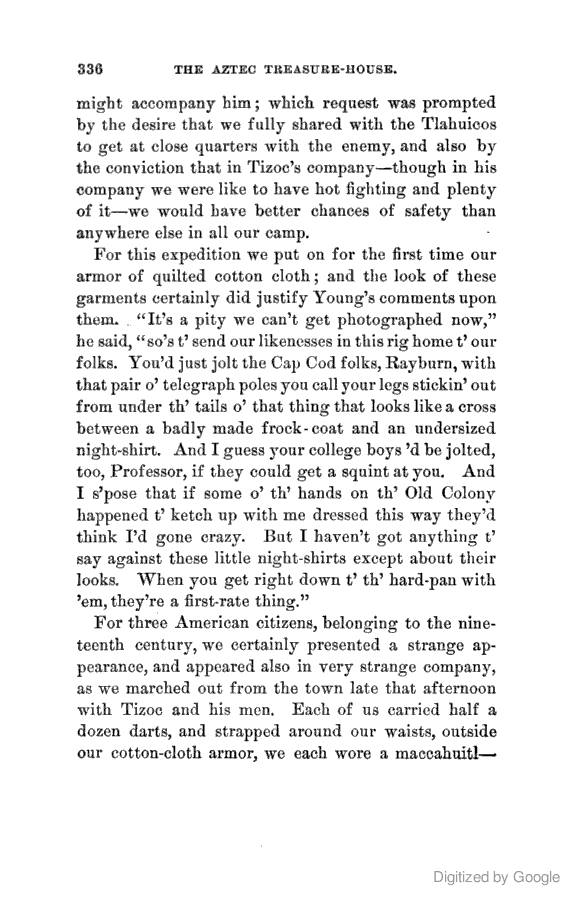 336 THE AZTEC TREASURE-HOUSE.
might accompany him; which request was prompted
by the desire that we fully shared with the Tlahuicos
to get at close quarters with the enemy, and also by
the conviction that in Tizoc's company—though in his
company we were like to have hot fighting and plenty
of it—we would have better chances of safety than
anywhere else in all our camp.
For this expedition we put on for the first time our
armor of quilted cotton cloth; and the look of these
garments certainly did justify Young's comments upon
them. "It's a pity we can't get photographed now,"
he said, "so's t' send our likenesses in this rig home t' our
folks. You'd just jolt the Cap Cod folks, Rayburn, with
that pair o' telegraph poles you call your legs stickin' out
from under th' tails o' that thing that looks like a cross
between a badly made frock-coat and an undersized
night-shirt. And I guess your college boys 'd be jolted,
too, Professor, if they could get a squint at you. And
I s'pose that if some o' th' hands on th' Old Colony
happened t' ketch up with me dressed this way they'd
think I'd gone crazy. But I haven't got anything t'
say against these little night-shirts except about their
looks. When you get right down t' th' hard-pan with
'em, they're a first-rate thing."
For three American citizens, belonging to the nine-
teenth century, we certainly presented a strange ap-
pearance, and appeared also in very strange company,
as we marched out from the town late that afternoon
with Tizoc and his men. Each of us carried half a
dozen darts, and strapped around our waists, outside
our cotton-cloth armor, we each wore a maccahuitl—
Digitized by Google